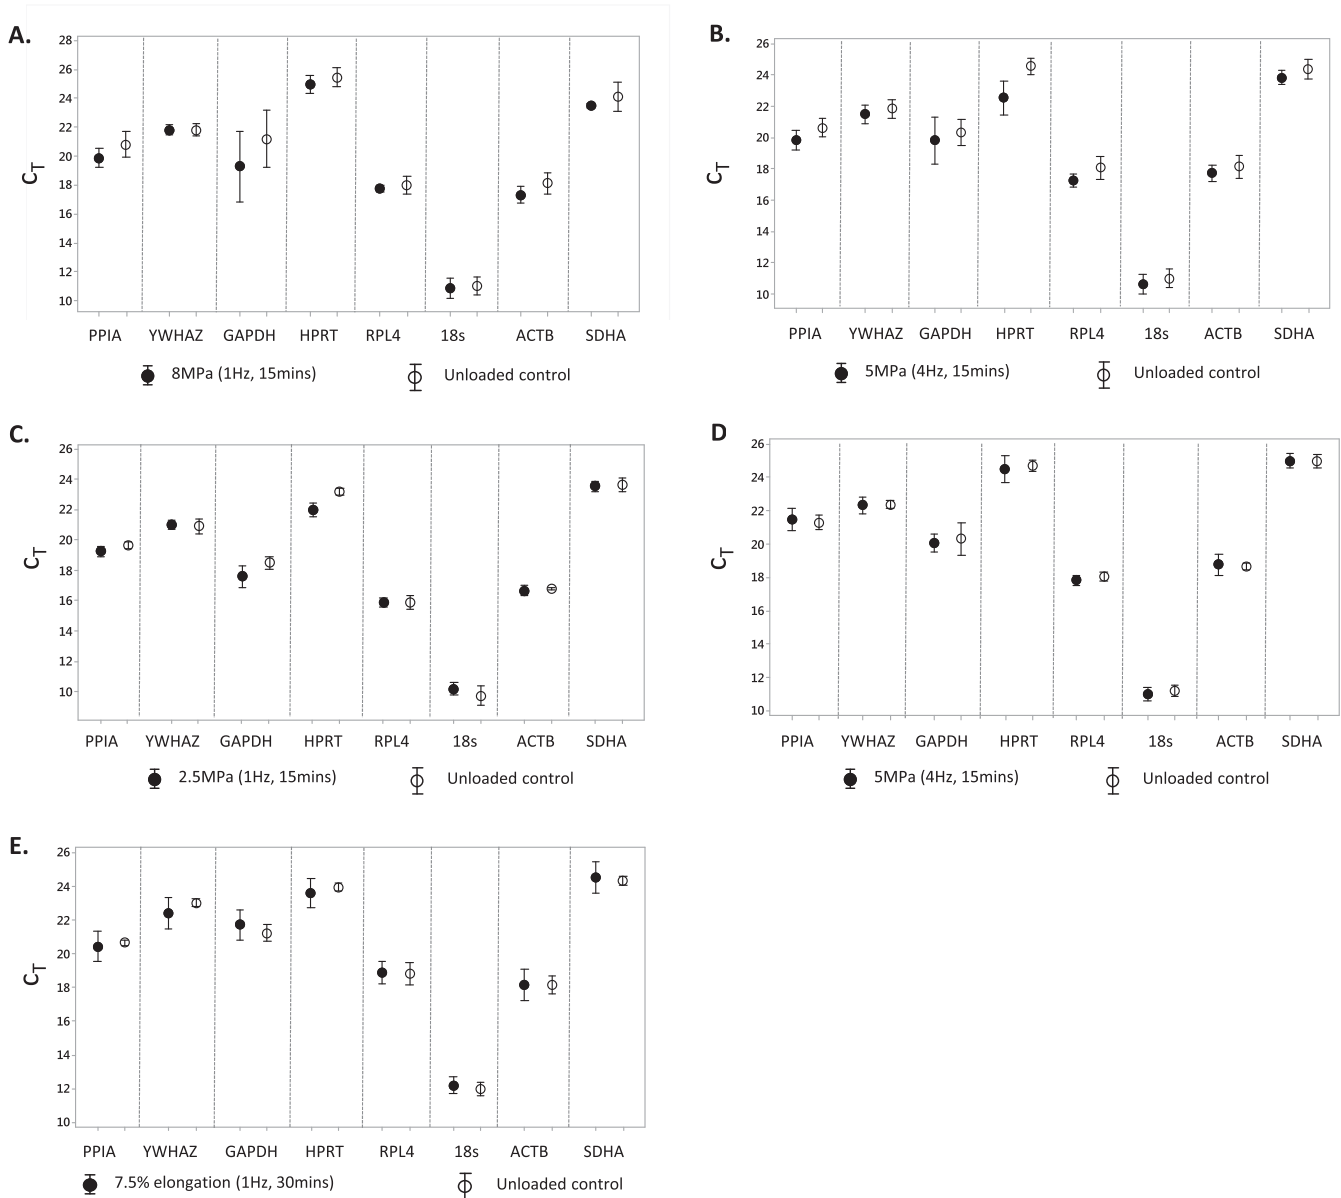 A.
28
26
24
22
20
18
16
14
12
10
CT
PPIA YWHAZ GAPDH HPRT RPL4 18s ACTB SDHA
8MPa (1Hz, 15mins) Unloaded control
B.
26
24
22
20
18
16
14
12
10
CT
PPIA YWHAZ GAPDH HPRT RPL4 18s ACTB SDHA
5MPa (4Hz, 15mins) Unloaded control
C.
26
24
22
20
18
16
14
12
10
CT
PPIA YWHAZ GAPDH HPRT RPL4 18s ACTB SDHA
2.5MPa (1Hz, 15mins) Unloaded control
D
26
24
22
20
18
16
14
12
10
CT
PPIA YWHAZ GAPDH HPRT RPL4 18s ACTB SDHA
5MPa (4Hz, 15mins) Unloaded control
E.
26
24
22
20
18
16
14
12
10
CT
PPIA YWHAZ GAPDH HPRT RPL4 18s ACTB SDHA
7.5% elongation (1Hz, 30mins) Unloaded control